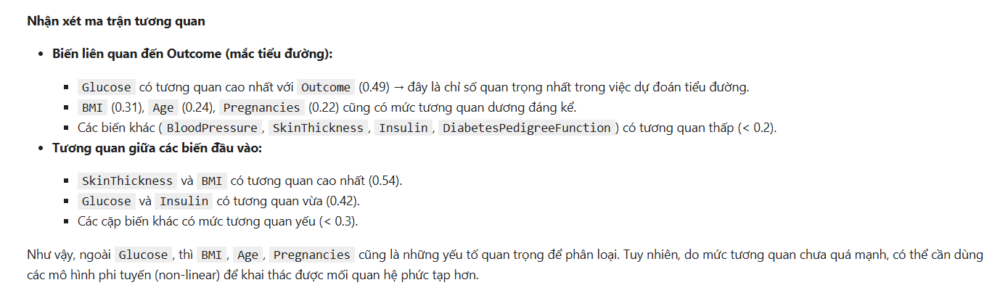 Nhận xét ma trận tương quan
Biến liên quan đến Outcome (mắc tiểu đường):
Glucose có tương quan cao nhất với Outcome (0.49) → đây là chỉ số quan trọng nhất trong việc dự đoán tiểu đường.
BMI (0.31), Age (0.24), Pregnancies (0.22) cũng có mức tương quan dương đáng kể.
Các biến khác ( BloodPressure , SkinThickness , Insulin , DiabetesPedigreeFunction ) có tương quan thấp (< 0.2).
Tương quan giữa các biến đầu vào:
SkinThickness và BMI có tương quan cao nhất (0.54).
Glucose và Insulin có tương quan vừa (0.42).
Các cặp biến khác có mức tương quan yếu (< 0.3).
Như vậy, ngoài Glucose , thì BMI , Age , Pregnancies cũng là những yếu tố quan trọng để phân loại. Tuy nhiên, do mức tương quan chưa quá mạnh, có thể cần dùng
các mô hình phi tuyến (non-linear) để khai thác được mối quan hệ phức tạp hơn.